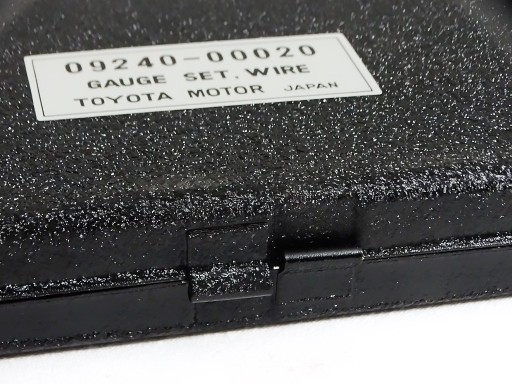 09240-00020
GAUGE SET, WIRE
TOYOTA MOTOR JAPAN